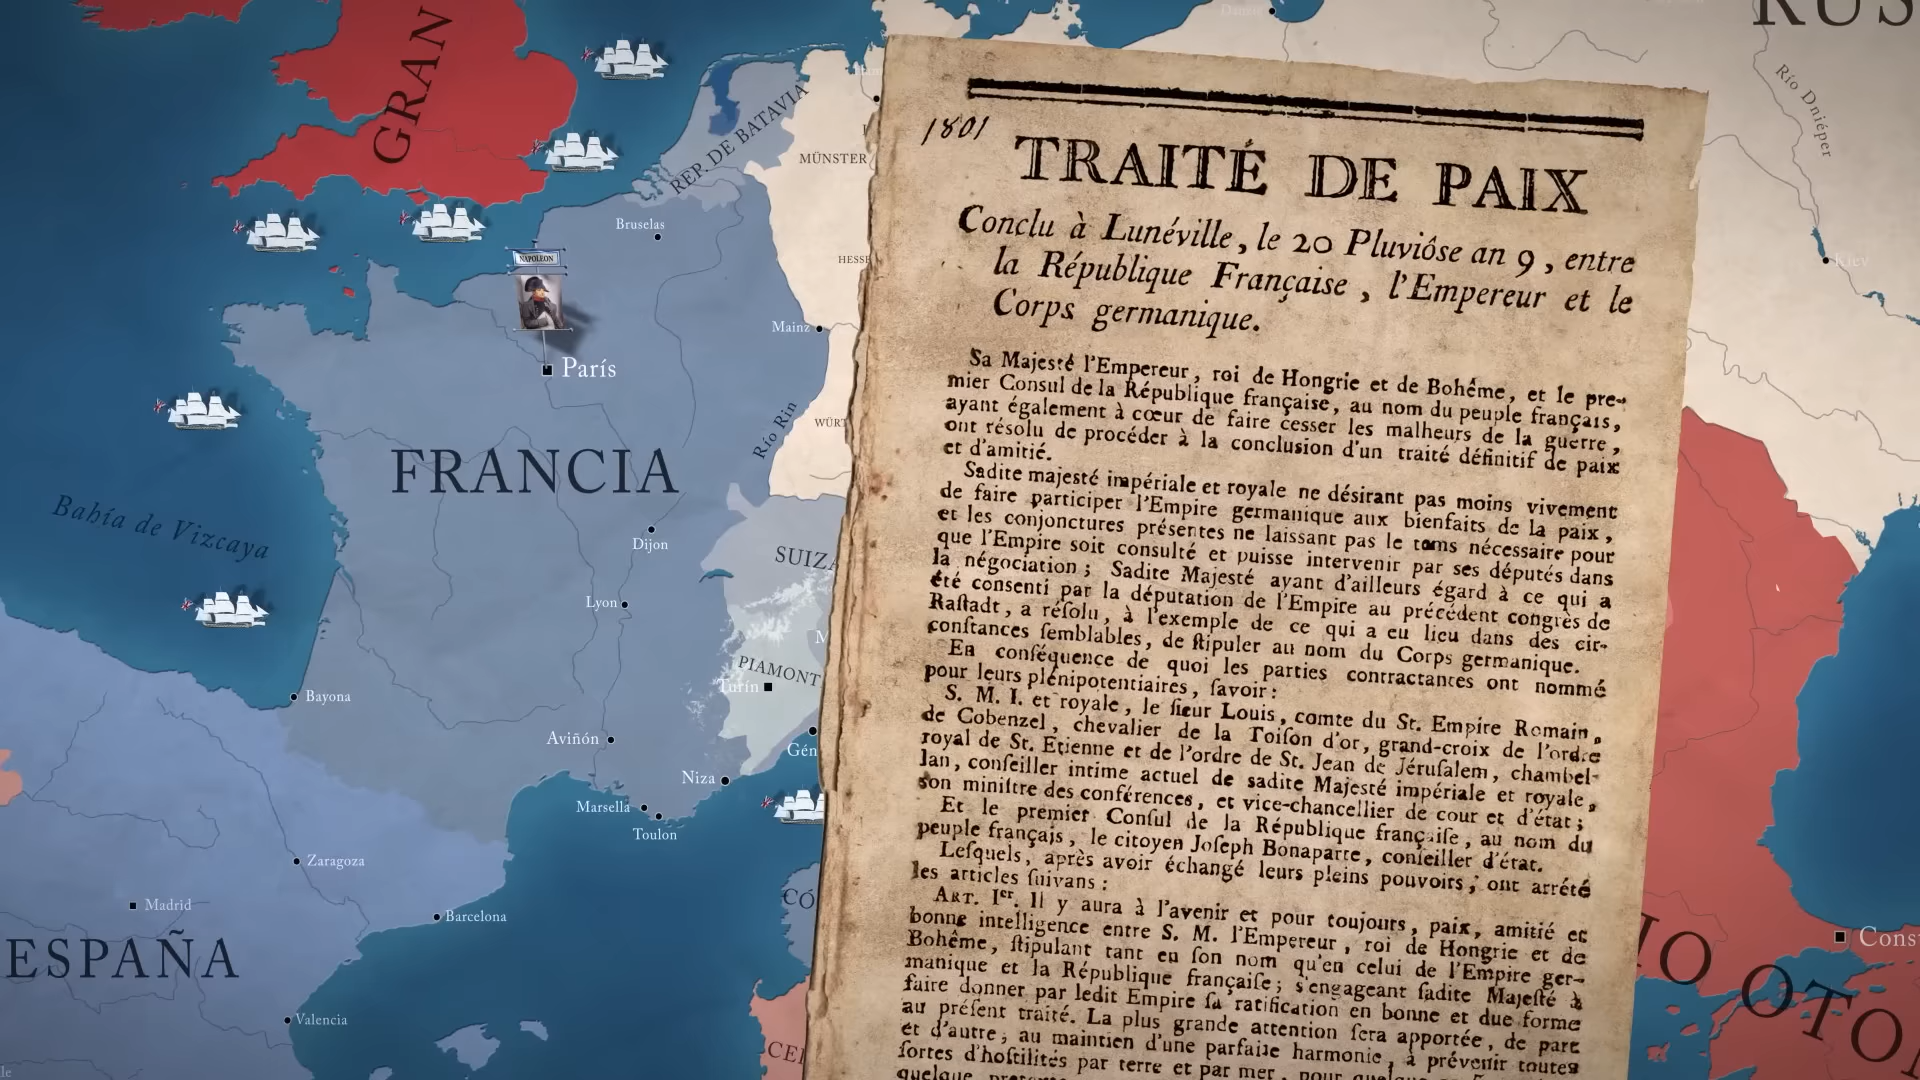 GRAN
REP. DE BATAVIA
MÜNSTER
Bruselas
HESSE
NAPOLEON
Mainz
París
Río Rin
FRANCIA
Bahía de Vizcaya
Dijon
SUIZA
Lyon
PIAMONT
Turín
Bayona
Aviñón
Gén
Niza
Marsella
Toulon
Zaragoza
Madrid
Barcelona
ESPAÑA
Valencia
CÓ
Danzig
RUS
Río Dniéper
Kiev
Cons
IO OTO
1801
TRAITÉ DE PAIX
Conclu à Lunéville, le 20 Pluviôse an 9, entre
la République Française, l'Empereur et le
Corps germanique.
Sa Majesté l'Empereur, roi de Hongrie et de Bohême, et le pre-
mier Consul de la République française, au nom du peuple français,
ayant également à cœur de faire cesser les malheurs de la guerre,
ont résolu de procéder à la conclusion d'un traité définitif de paix
et d'amitié.
Sadite majesté impériale et royale ne désirant pas moins vivement
de faire participer l'Empire germanique aux bienfaits de la paix,
et les conjonctures présentes ne laissant pas le tems nécessaire pour
que l'Empire soit consulté et puisse intervenir par ses députés dans
la négociation; Sadite Majesté ayant d'ailleurs égard à ce qui a
été consenti par la députation de l'Empire au précédent congrès de
Raſtadt, a réſolu, à l'exemple de ce qui a eu lieu dans des cir-
conſtances ſemblables, de ſtipuler au nom du Corps germanique.
En conſéquence de quoi les parties contractantes ont nommé
pour leurs plénipotentiaires, ſavoir:
S. M. I. et royale, le ſieur Louis, comte du St. Empire Romain,
de Cobenzel, chevalier de la Toiſon d'or, grand-croix de l'ordre
royal de St. Etienne et de l'ordre de St. Jean de Jéruſalem, chambel-
lan, conſeiller intime actuel de sadite Majesté impériale et royale,
son miniſtre des conférences, et vice-chancellier de cour et d'état;
Et le premier Conſul de la République françaiſe, au nom du
peuple français, le citoyen Joſeph Bonaparte, conſeiller d'état.
Leſquels, après avoir échangé leurs pleins pouvoirs, ont arrêté
les articles ſuivans:
ART. Ier. Il y aura à l'avenir et pour toujours, paix, amitié et
bonne intelligence entre S. M. l'Empereur, roi de Hongrie et de
Bohême, ſtipulant tant en ſon nom qu'en celui de l'Empire ger-
manique et la République françaiſe; s'engageant ſadite Majeſté à
faire donner par ledit Empire ſa ratification en bonne et due forme
au préſent traité. La plus grande attention ſera apportée, de part
et d'autre, au maintien d'une parfaite harmonie, à prévenir toutes
ſortes d'hoſtilités par terre et par mer, pour quelque
quelque